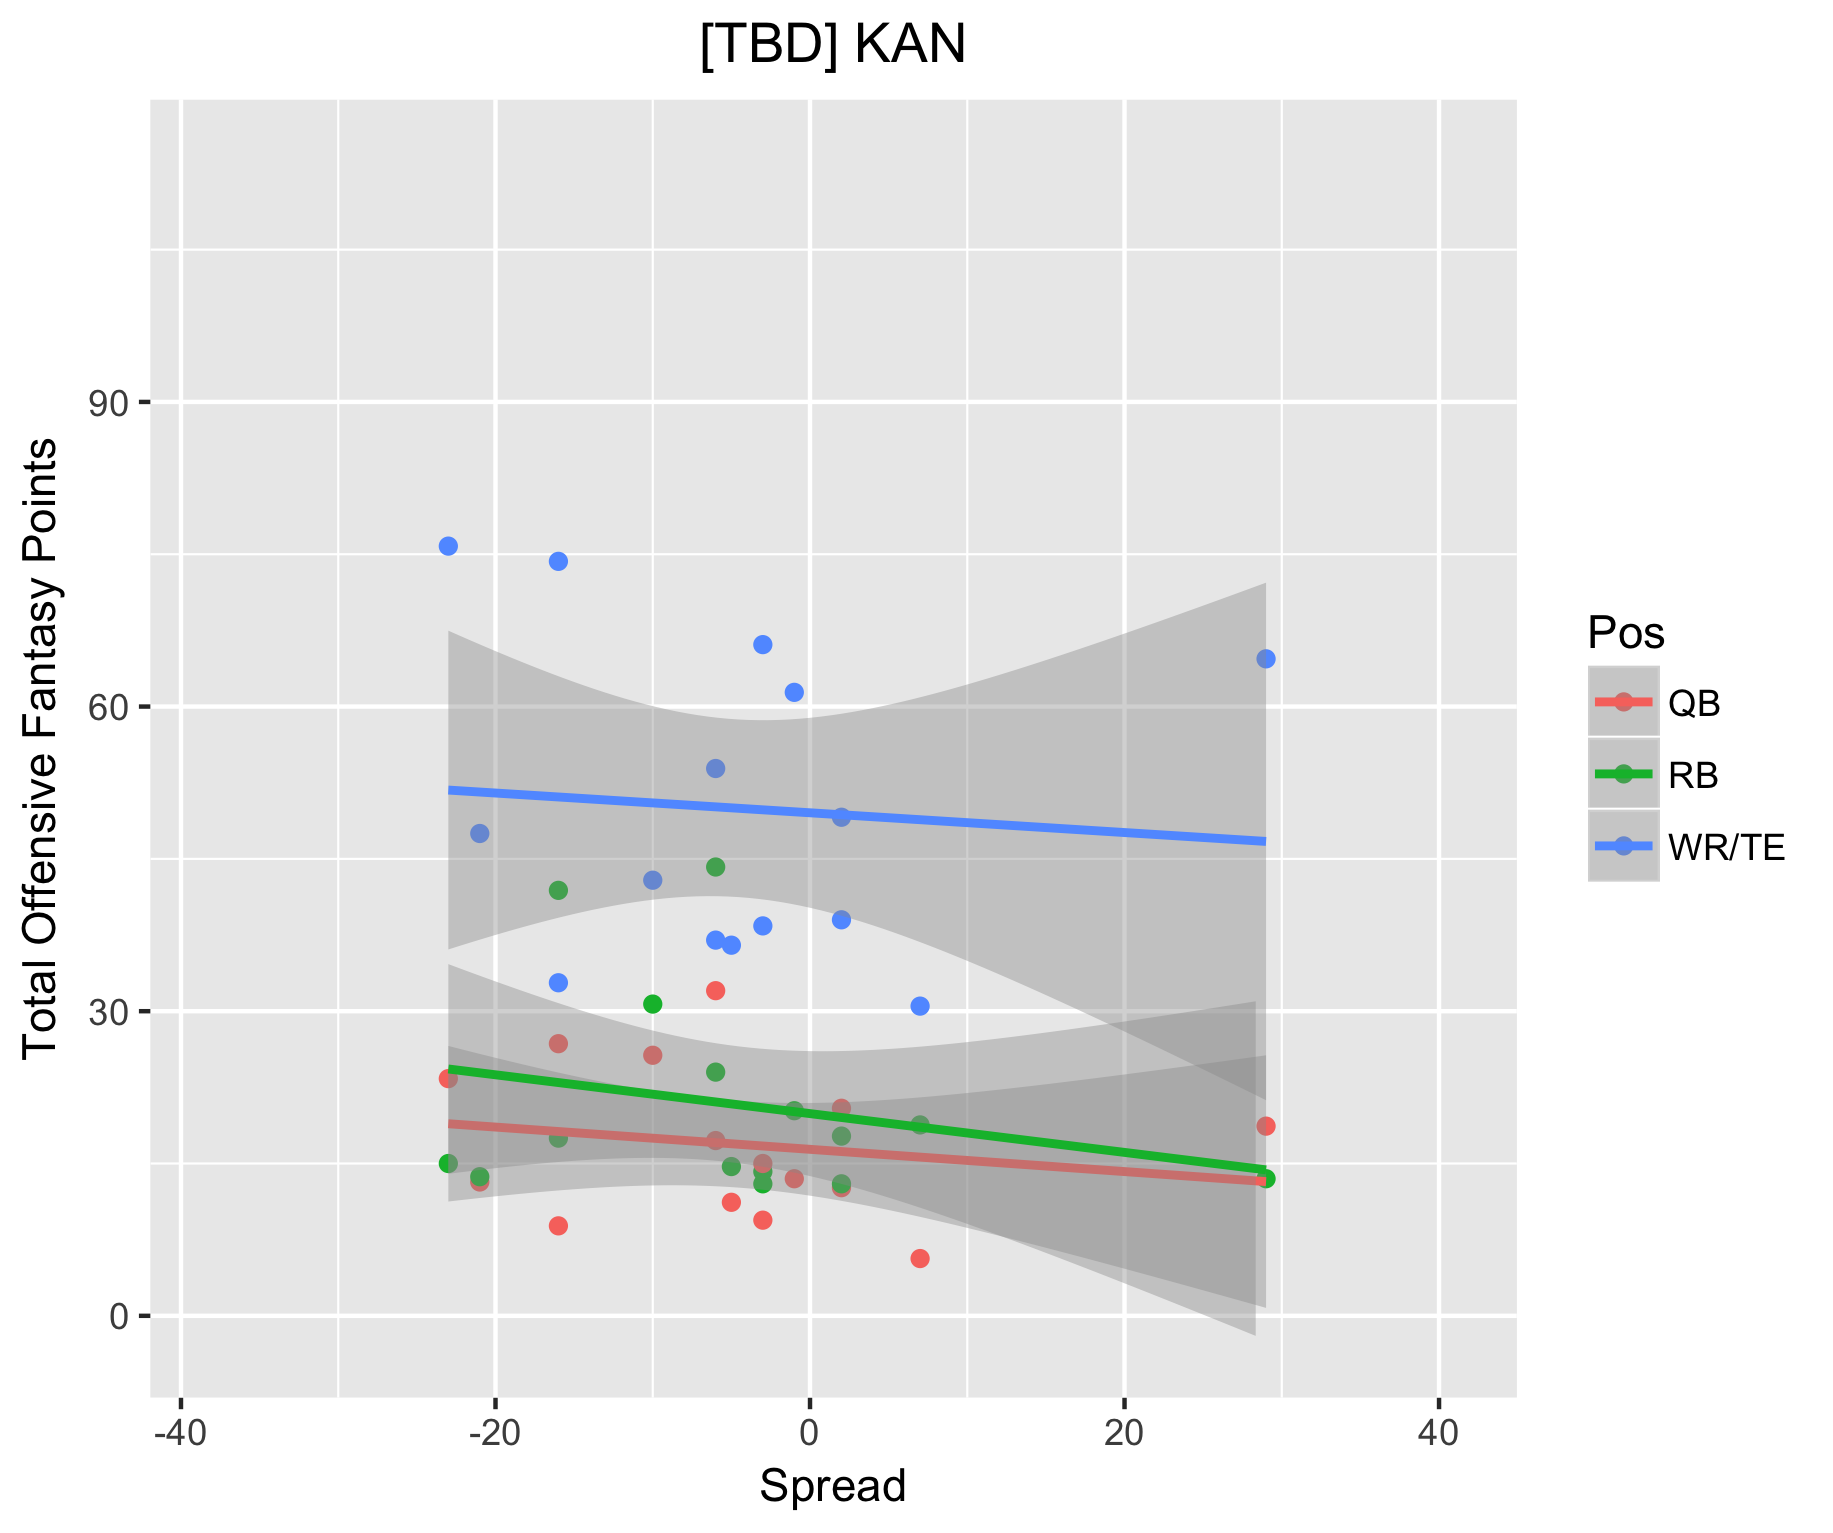 [TBD] KAN
Total Offensive Fantasy Points
90
60
30
0
-40
-20
0
20
40
Spread
Pos
QB
RB
WR/TE